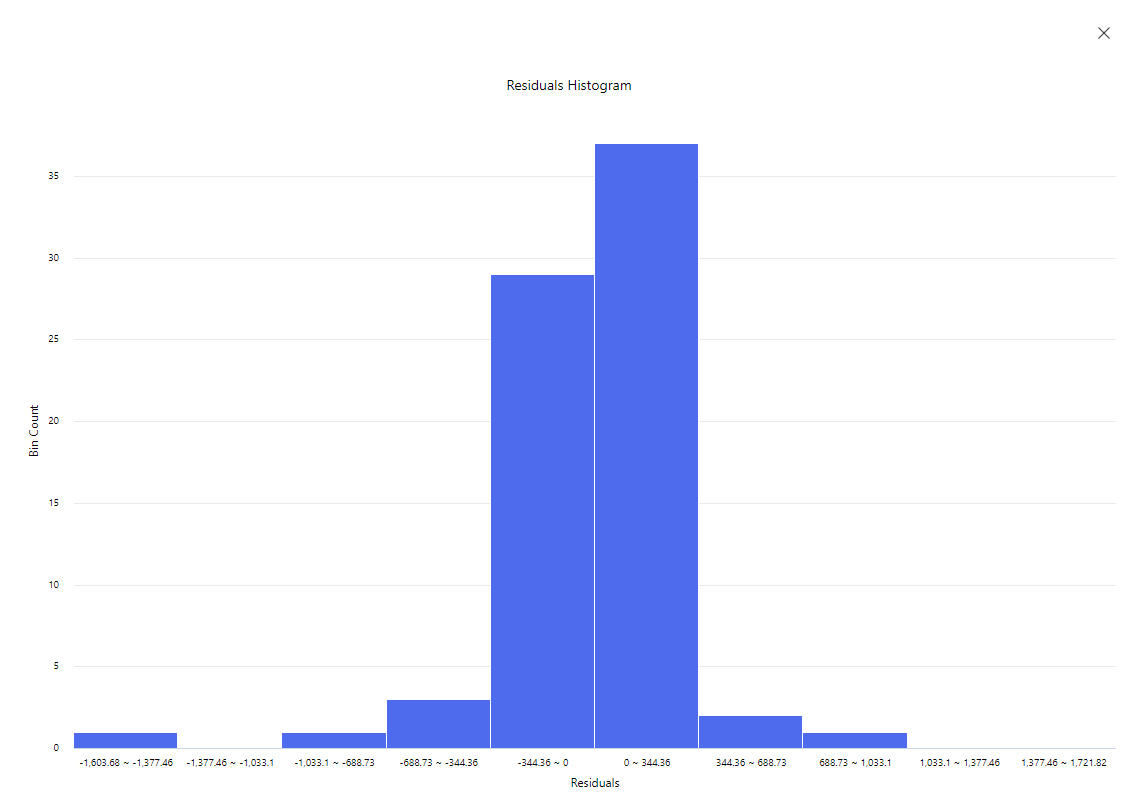 Residuals Histogram
35
30
25
20
15
10
5
0
Bin Count
-1,603.68 ~ -1,377.46
-1,377.46 ~ -1,033.1
-1,033.1 ~ -688.73
-688.73 ~ -344.36
-344.36 ~ 0
0 ~ 344.36
344.36 ~ 688.73
688.73 ~ 1,033.1
1,033.1 ~ 1,377.46
1,377.46 ~ 1,721.82
Residuals